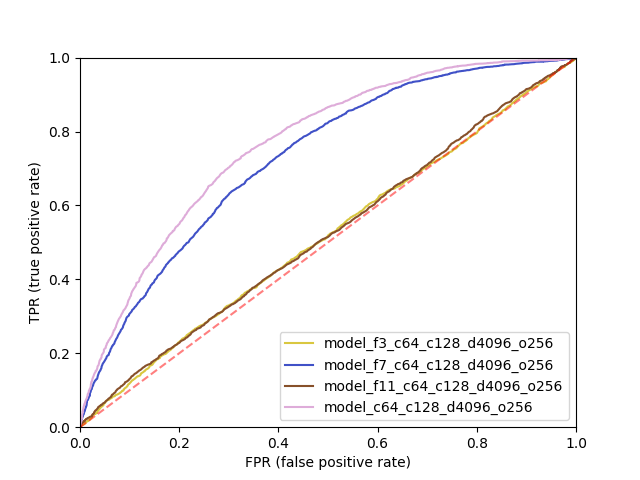 1.0
0.8
0.6
0.4
0.2
0.0
TPR (true positive rate)
model_f3_c64_c128_d4096_o256
model_f7_c64_c128_d4096_o256
model_f11_c64_c128_d4096_o256
model_c64_c128_d4096_o256
0.0 0.2 0.4 0.6 0.8 1.0
FPR (false positive rate)